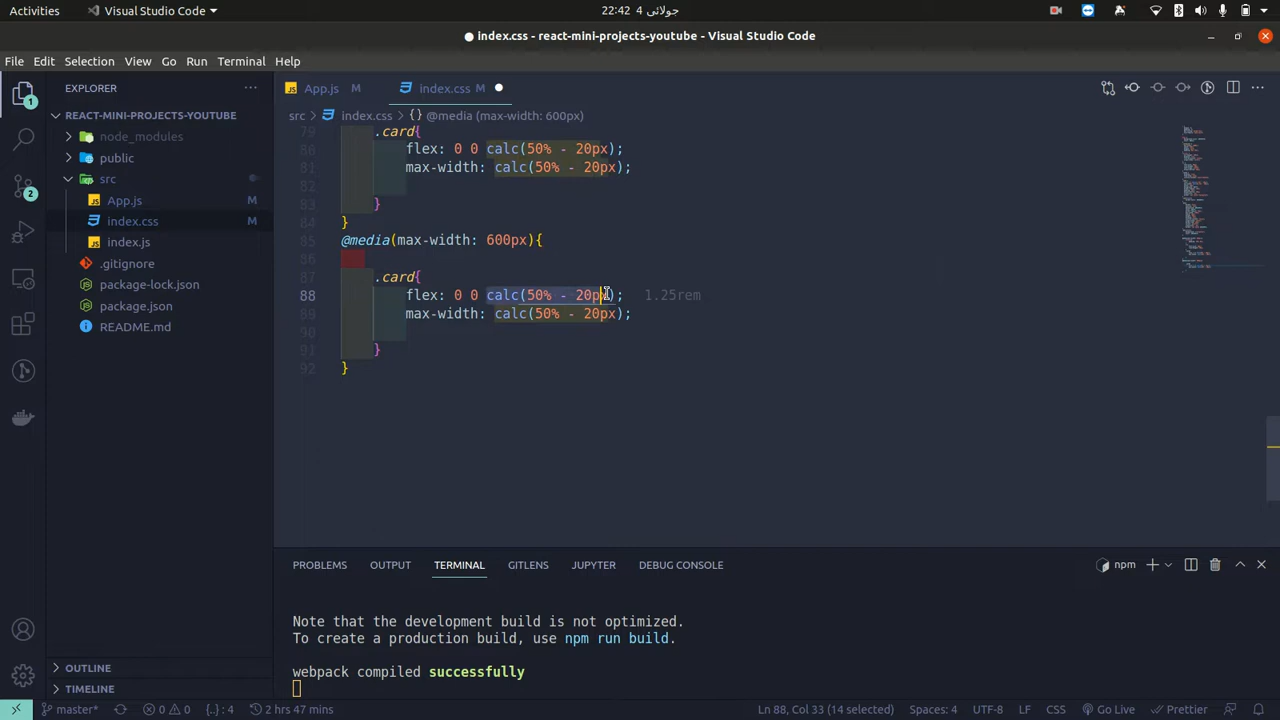 Activities
Visual Studio Code
22:42 4 جولائی
● index.css - react-mini-projects-youtube - Visual Studio Code
File Edit Selection View Go Run Terminal Help
EXPLORER
REACT-MINI-PROJECTS-YOUTUBE
node_modules
public
src
JS App.js M
index.css M
JS index.js
.gitignore
package-lock.json
package.json
README.md
OUTLINE
TIMELINE
1
2
JS App.js M
index.css M
src > index.css > {} @media (max-width: 600px)
79 .card{
80 flex: 0 0 calc(50% - 20px);
81 max-width: calc(50% - 20px);
82
83 }
84 }
85 @media(max-width: 600px){
86
87 .card{
88 flex: 0 0 calc(50% - 20px); 1.25rem
89 max-width: calc(50% - 20px);
90
91 }
92 }
PROBLEMS OUTPUT TERMINAL GITLENS JUPYTER DEBUG CONSOLE
npm
Note that the development build is not optimized.
To create a production build, use npm run build.
webpack compiled successfully
master* 0 0 {..} : 4 2 hrs 47 mins Ln 88, Col 33 (14 selected) Spaces: 4 UTF-8 LF CSS Go Live Prettier